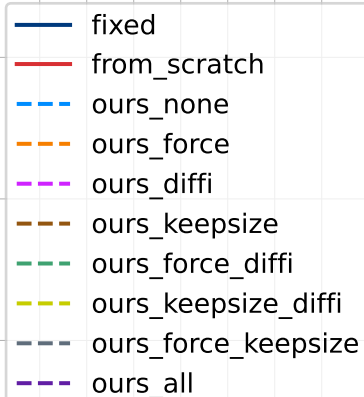 fixed
from_scratch
ours_none
ours_force
ours_diffi
ours_keepsize
ours_force_diffi
ours_keepsize_diffi
ours_force_keepsize
ours_all